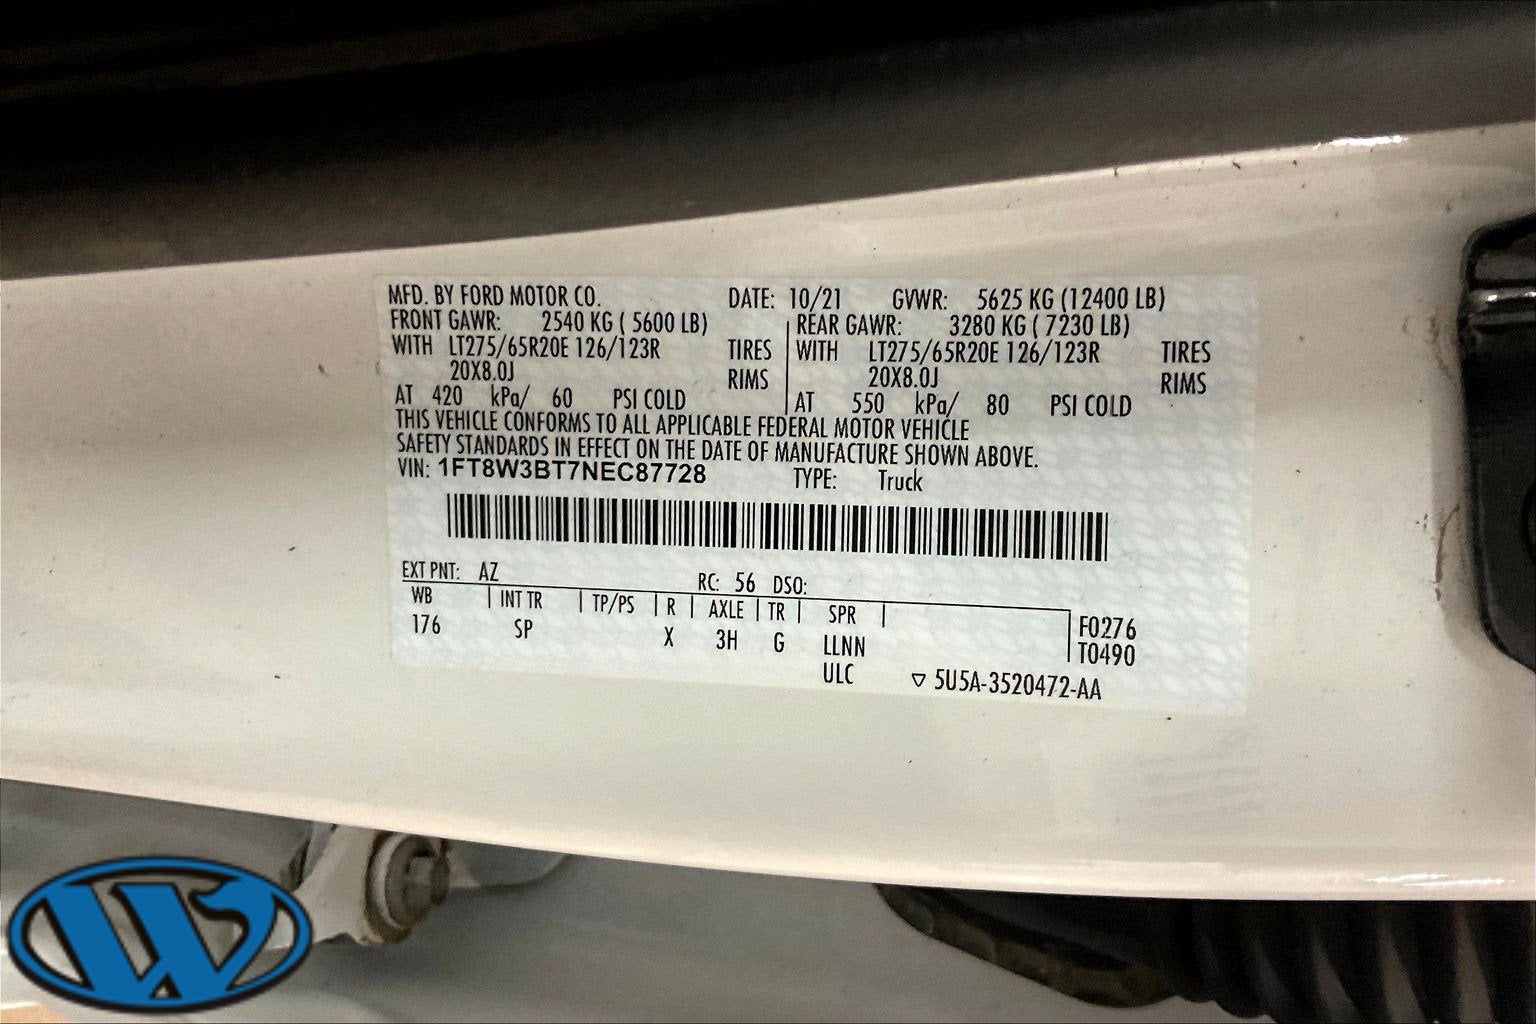 MFD. BY FORD MOTOR CO. DATE: 10/21 GVWR: 5625 KG (12400 LB)
FRONT GAWR: 2540 KG ( 5600 LB) REAR GAWR: 3280 KG ( 7230 LB)
WITH LT275/65R20E 126/123R TIRES WITH LT275/65R20E 126/123R TIRES
20X8.0J RIMS 20X8.0J RIMS
AT 420 kPa/ 60 PSI COLD AT 550 kPa/ 80 PSI COLD
THIS VEHICLE CONFORMS TO ALL APPLICABLE FEDERAL MOTOR VEHICLE
SAFETY STANDARDS IN EFFECT ON THE DATE OF MANUFACTURE SHOWN ABOVE.
VIN: 1FT8W3BT7NEC87728 TYPE: Truck
EXT PNT: AZ RC: 56 DSO:
WB | INT TR | TP/PS | R | AXLE | TR | SPR | F0276
176 SP X 3H G LLNN T0490
ULC ▽ 5U5A-3520472-AA
W